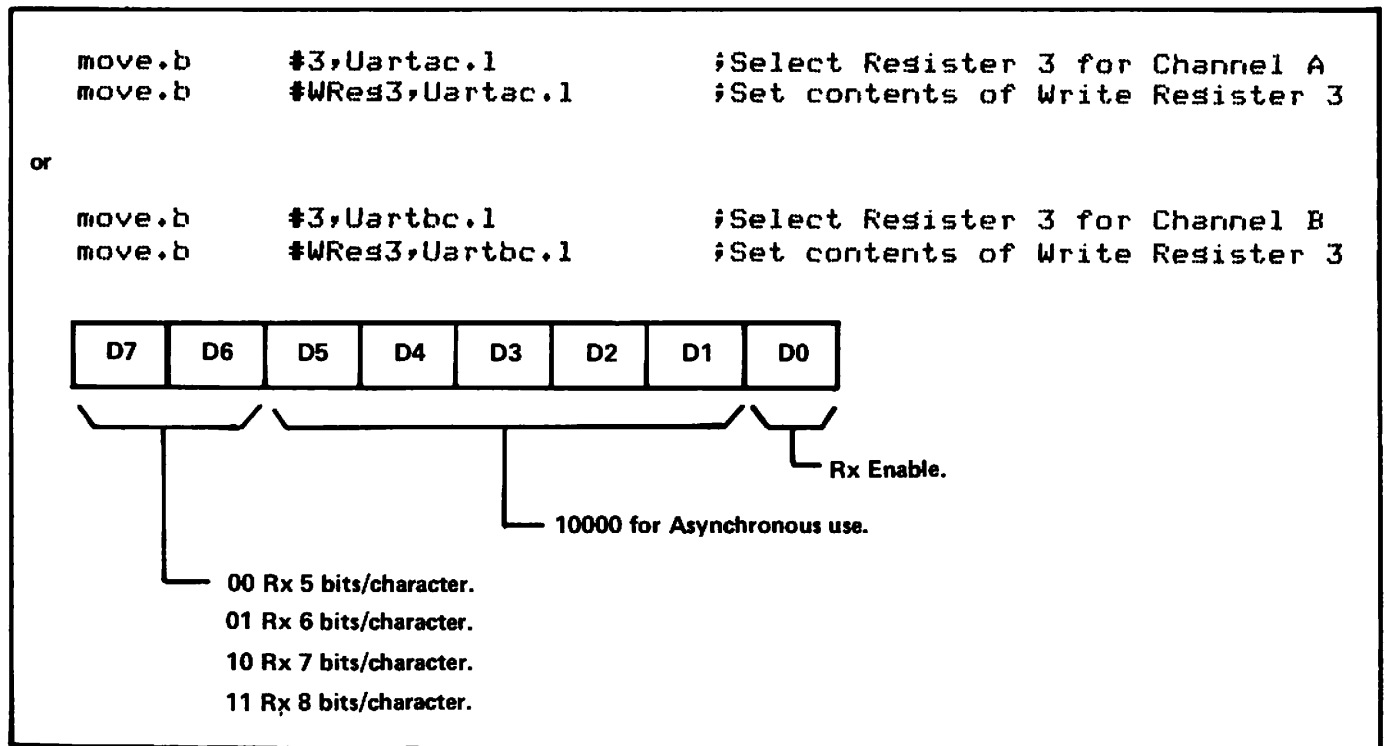 move.b #3,Uartac.l ;Select Register 3 for Channel A
move.b #WReg3,Uartac.l ;Set contents of Write Register 3
or
move.b #3,Uartbc.l ;Select Register 3 for Channel B
move.b #WReg3,Uartbc.l ;Set contents of Write Register 3
D7 D6 D5 D4 D3 D2 D1 D0
Rx Enable.
10000 for Asynchronous use.
00 Rx 5 bits/character.
01 Rx 6 bits/character.
10 Rx 7 bits/character.
11 Rx 8 bits/character.